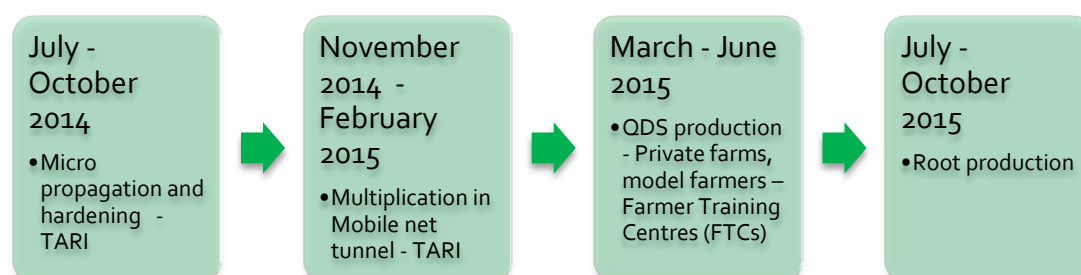 July -
October
2014
•Micro
propagation and
hardening -
TARI
November
2014 -
February
2015
•Multiplication in
Mobile net
tunnel - TARI
March - June
2015
•QDS production
- Private farms,
model farmers –
Farmer Training
Centres (FTCs)
July -
October
2015
•Root production